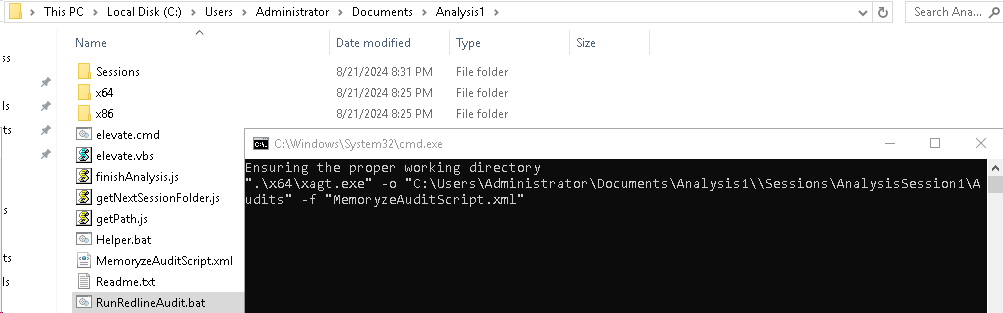 This PC > Local Disk (C:) > Users > Administrator > Documents > Analysis1 >
Search Ana...
Name Date modified Type Size
ss
Sessions 8/21/2024 8:31 PM File folder
x64 8/21/2024 8:25 PM File folder
ls
x86 8/21/2024 8:25 PM File folder
ts
elevate.cmd
elevate.vbs
finishAnalysis.js
getNextSessionFolder.js
s
getPath.js
Helper.bat
ts
MemoryzeAuditScript.xml
ls
Readme.txt
RunRedlineAudit.bat
C:\Windows\System32\cmd.exe
Ensuring the proper working directory
".\x64\xagt.exe" -o "C:\Users\Administrator\Documents\Analysis1\\Sessions\AnalysisSession1\A
udits" -f "MemoryzeAuditScript.xml"